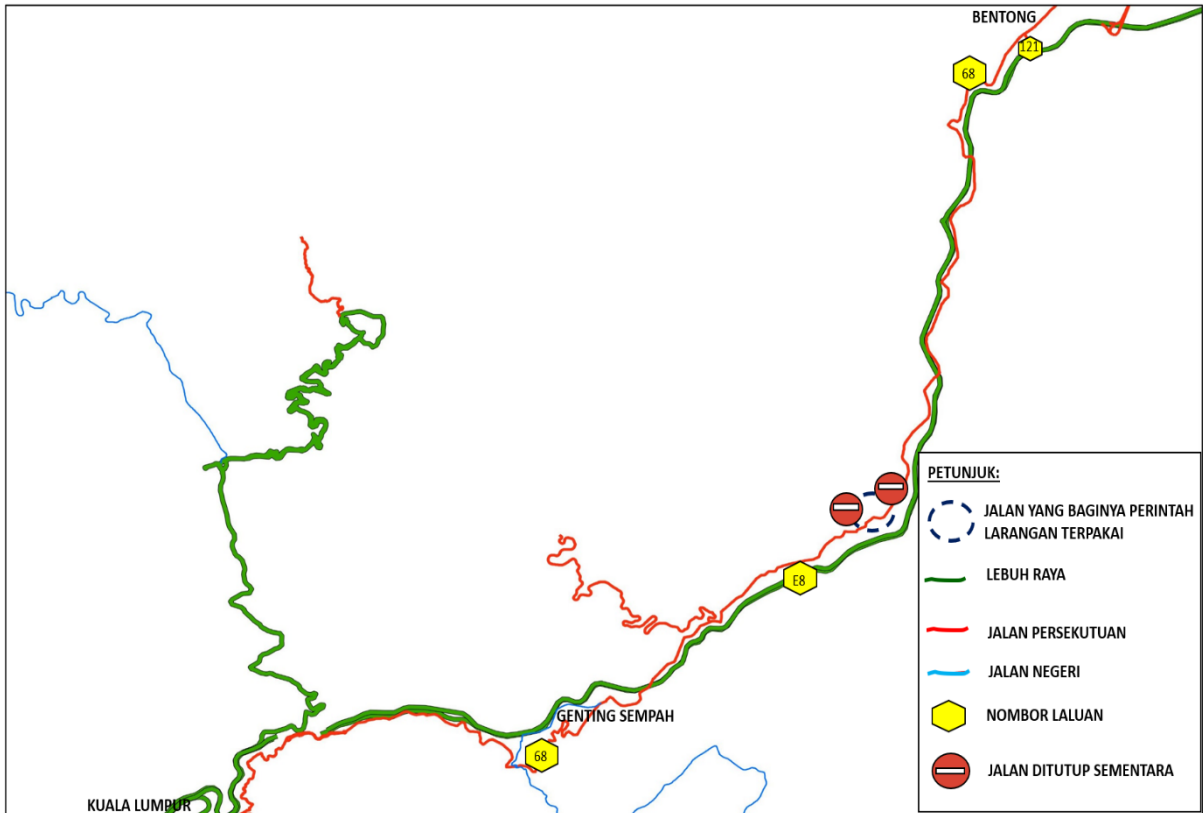 BENTONG
121
68
PETUNJUK:
JALAN YANG BAGINYA PERINTAH
LARANGAN TERPAKAI
E8
LEBUH RAYA
JALAN PERSEKUTUAN
JALAN NEGERI
GENTING SEMPAH
NOMBOR LALUAN
68
JALAN DITUTUP SEMENTARA
KUALA LUMPUR